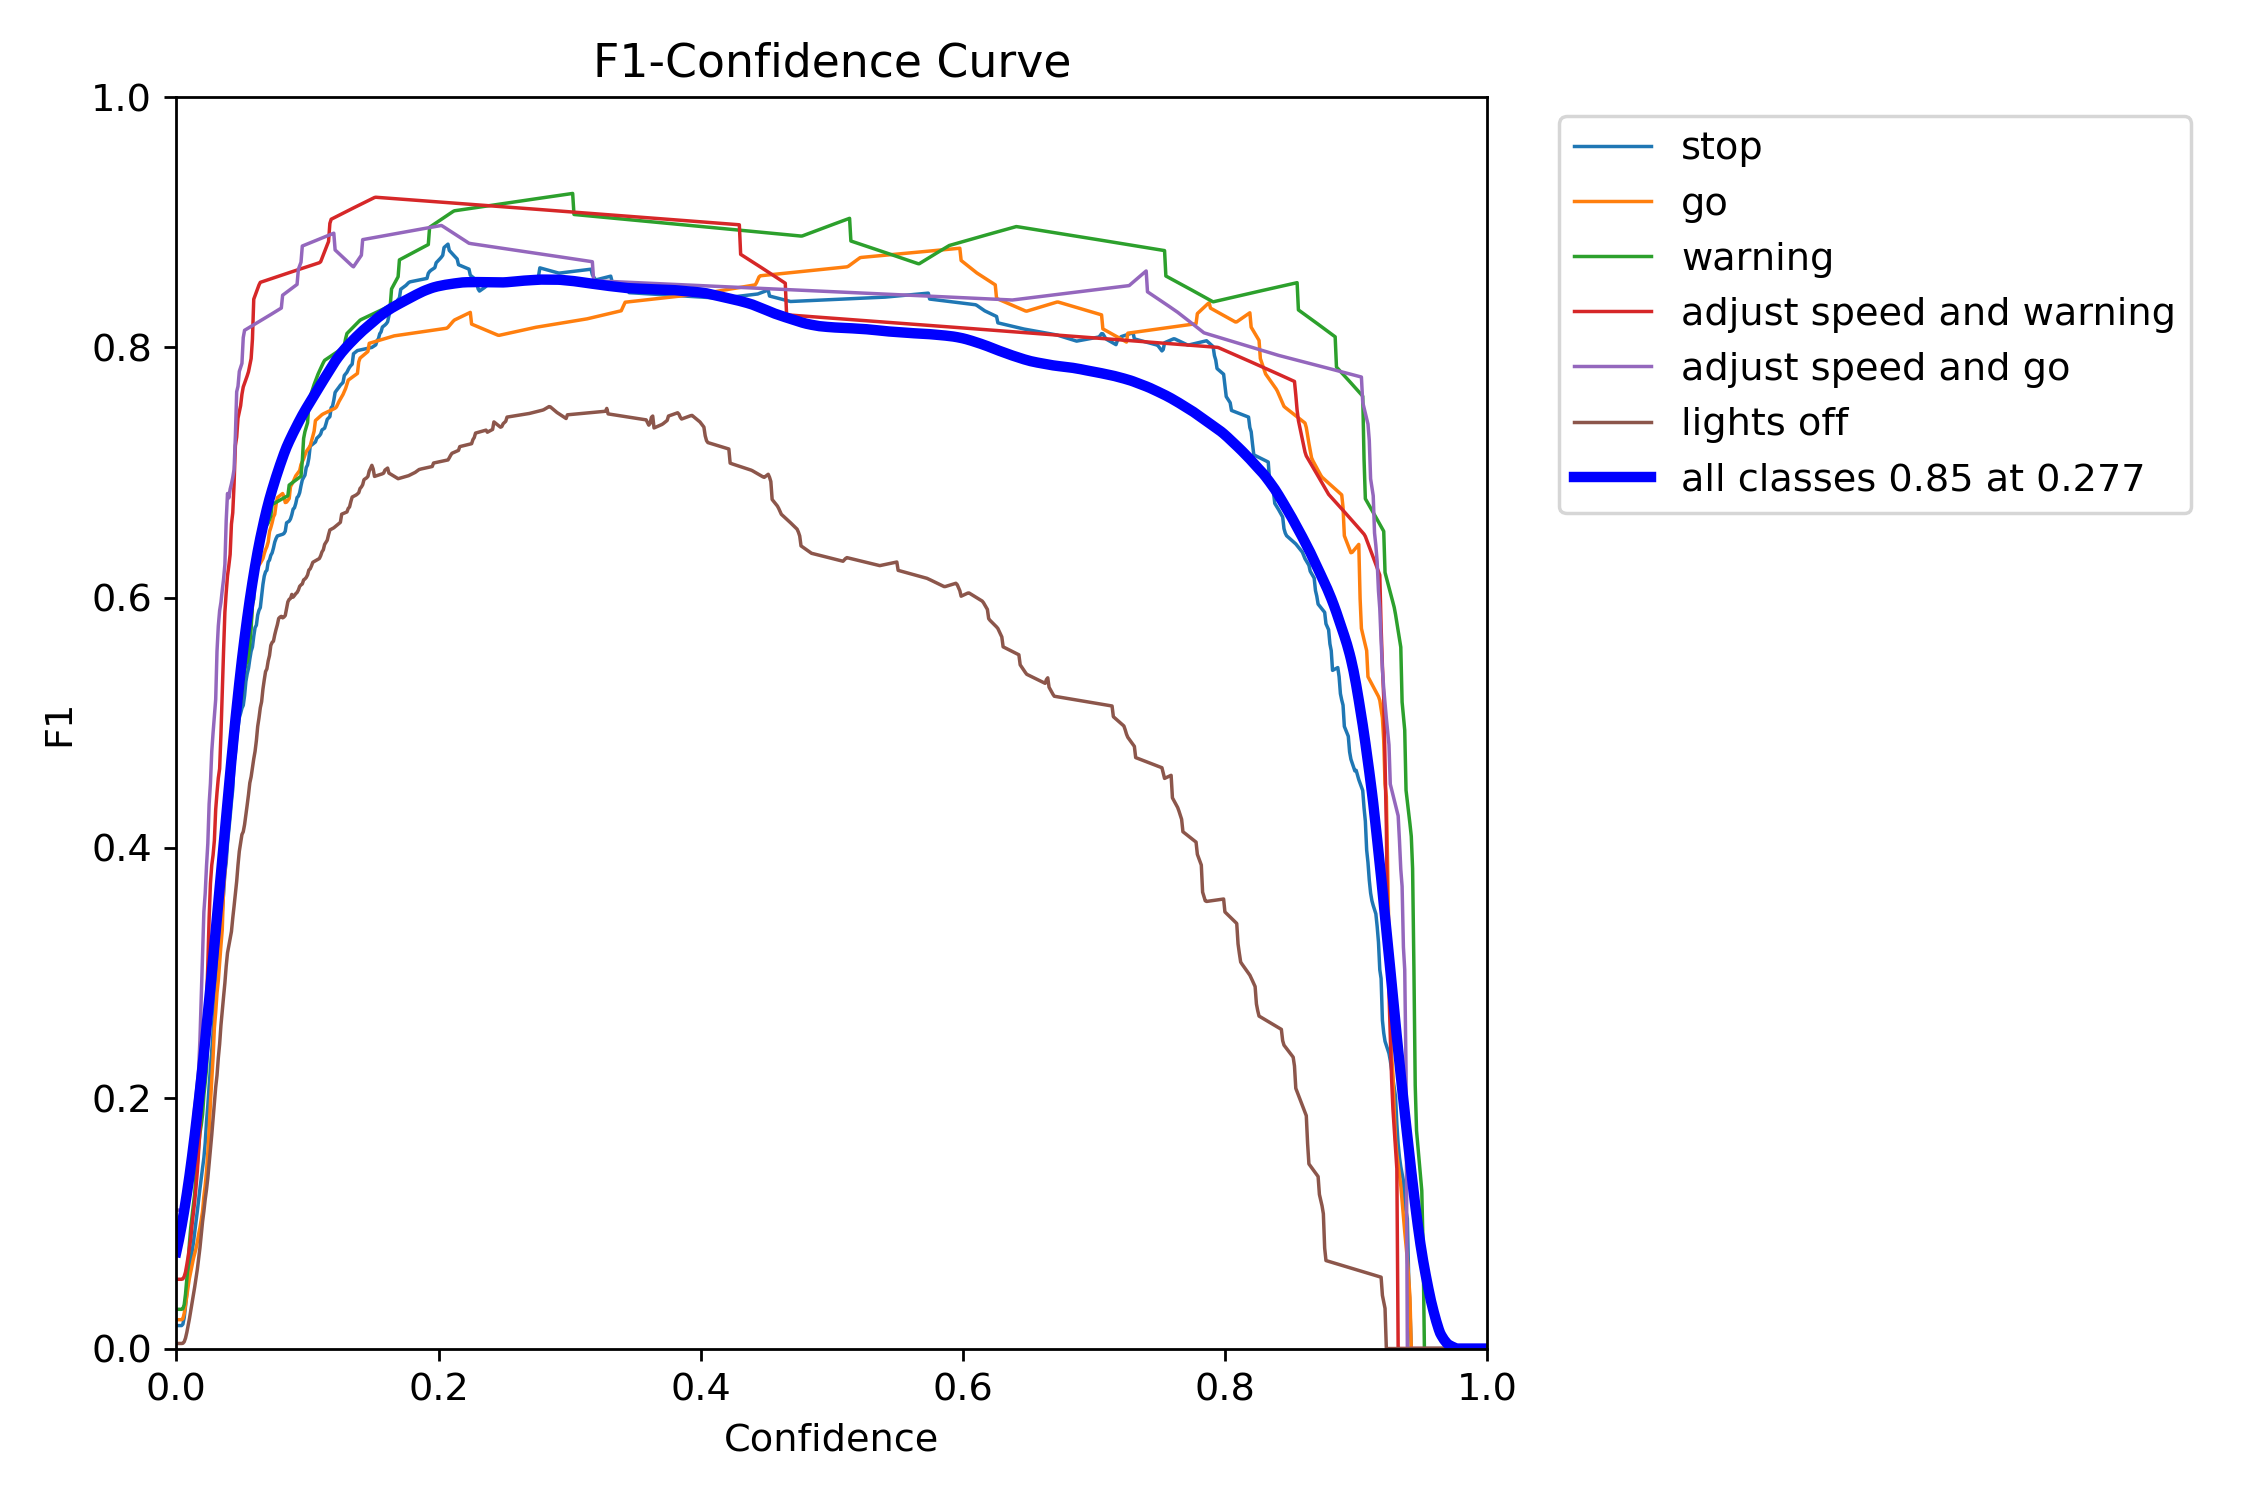 F1-Confidence Curve
1.0
0.8
0.6
0.4
0.2
0.0
F1
0.0 0.2 0.4 0.6 0.8 1.0
Confidence
stop
go
warning
adjust speed and warning
adjust speed and go
lights off
all classes 0.85 at 0.277